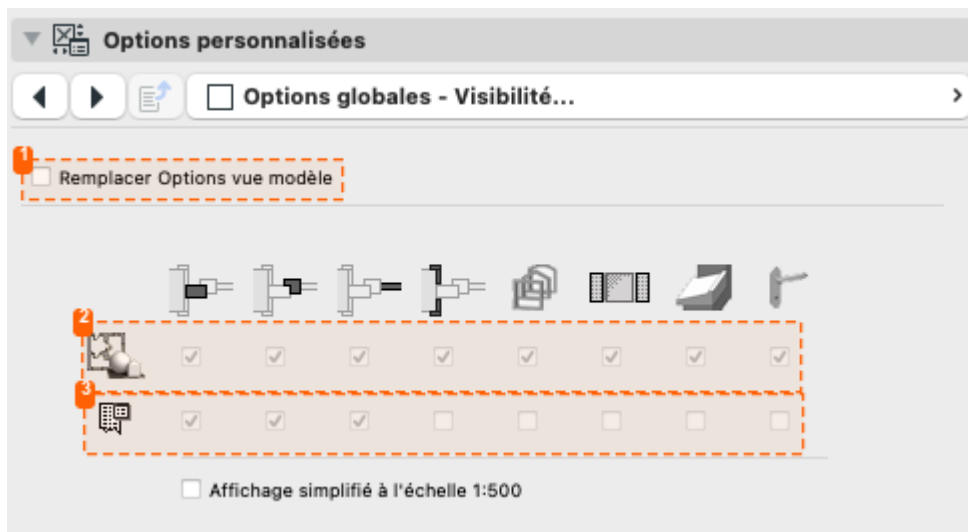 Options personnalisées
Options globales - Visibilité...
1
Remplacer Options vue modèle
2
3
Affichage simplifié à l'échelle 1:500